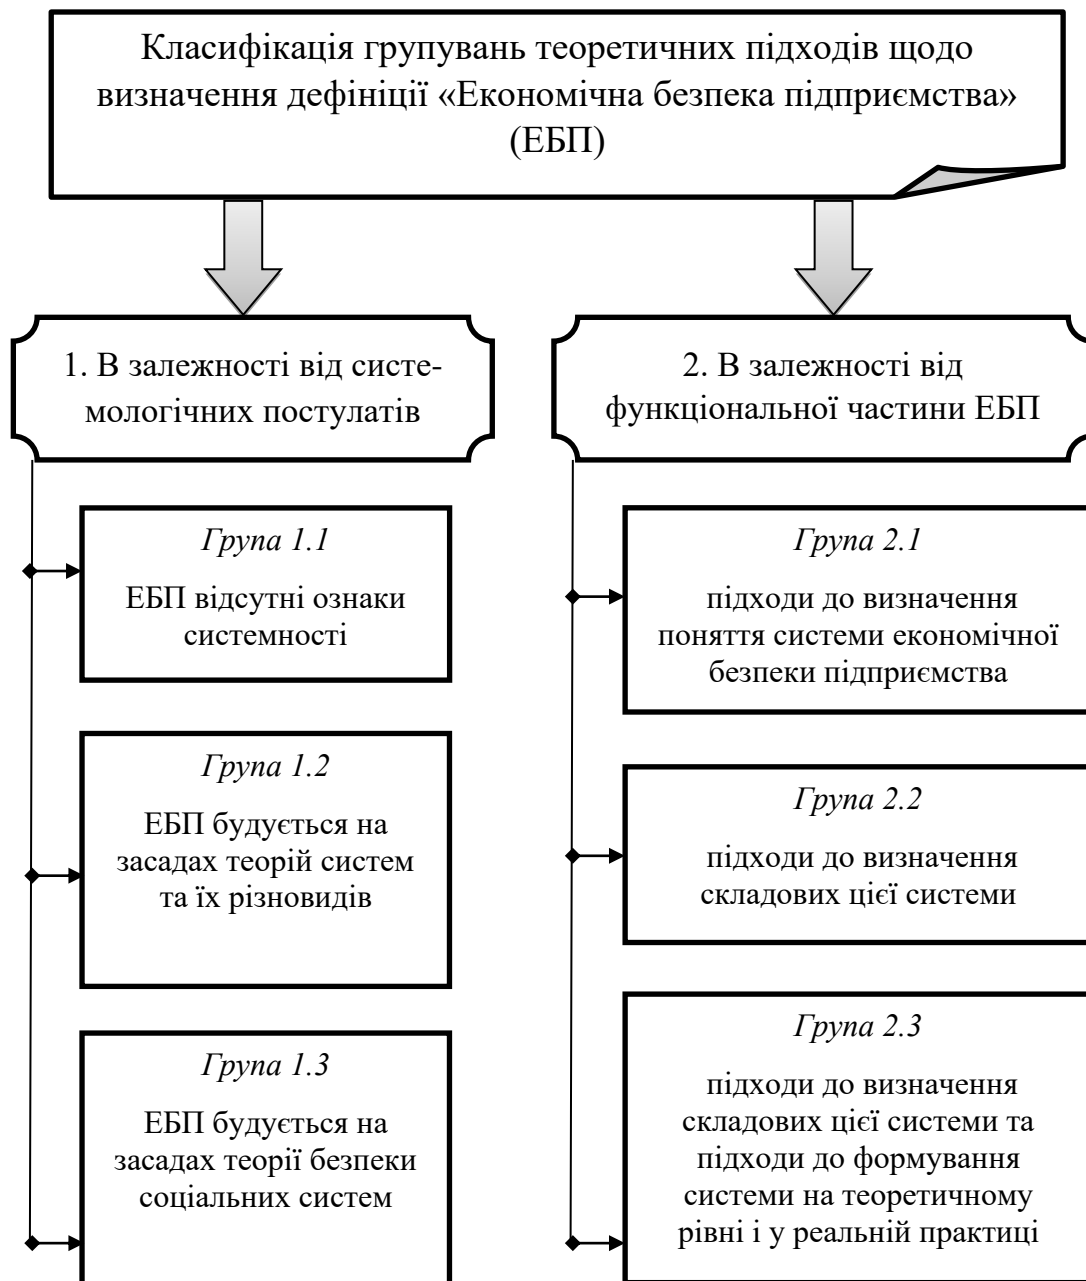 Класифікація групувань теоретичних підходів щодо
визначення дефініції «Економічна безпека підприємства»
(ЕБП)
1. В залежності від систе-
мологічних постулатів
Група 1.1
ЕБП відсутні ознаки
системності
Група 1.2
ЕБП будується на
засадах теорій систем
та їх різновидів
Група 1.3
ЕБП будується на
засадах теорії безпеки
соціальних систем
2. В залежності від
функціональної частини ЕБП
Група 2.1
підходи до визначення
поняття системи економічної
безпеки підприємства
Група 2.2
підходи до визначення
складових цієї системи
Група 2.3
підходи до визначення
складових цієї системи та
підходи до формування
системи на теоретичному
рівні і у реальній практиці